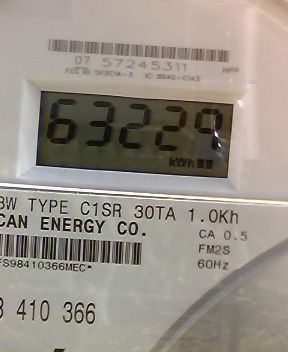 07 57245311
63229
kWh
TYPE C1SR 30TA 1.0Kh
CAN ENERGY CO.
CA 0.5
FM2S
60Hz
FS98410366MEC*
410 366